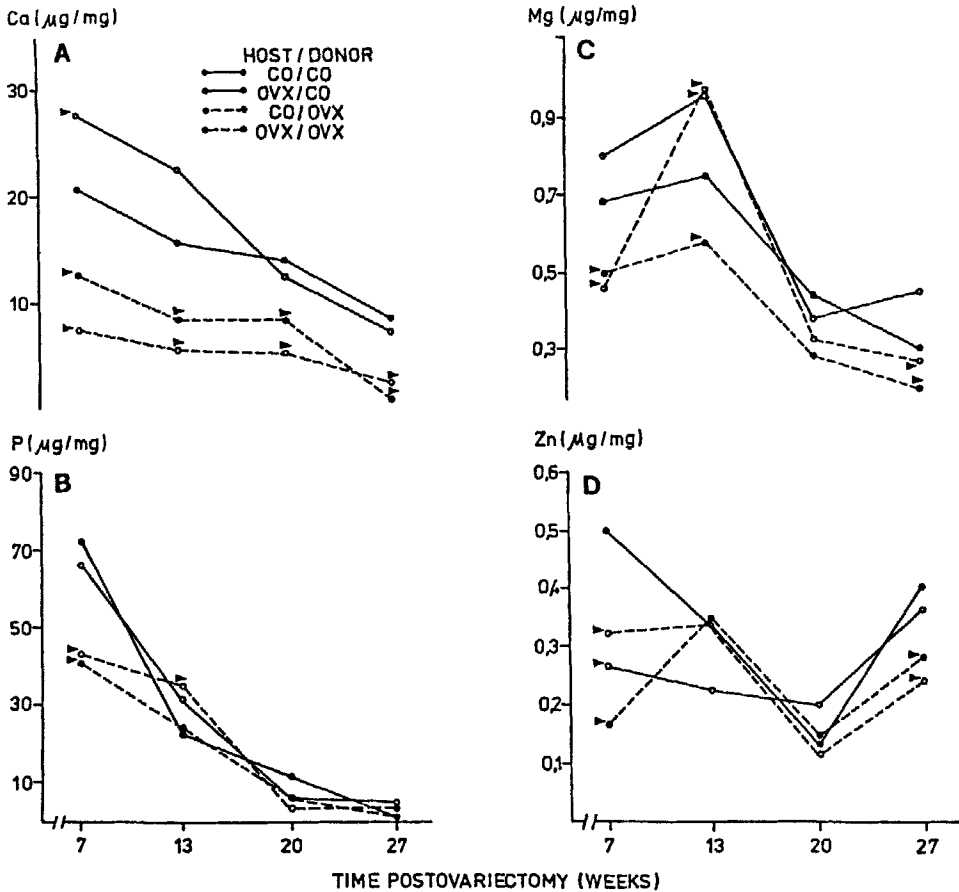 Ca (µg/mg)
A
HOST/DONOR
CO/CO
OVX/CO
CO/OVX
OVX/OVX
30
20
10
Mg (µg/mg)
C
0,9
0,7
0,5
0,3
P (µg/mg)
B
90
70
50
30
10
7 13 20 27
Zn (µg/mg)
D
0,6
0,5
0,4
0,3
0,2
0,1
7 13 20 27
TIME POSTOVARIECTOMY (WEEKS)